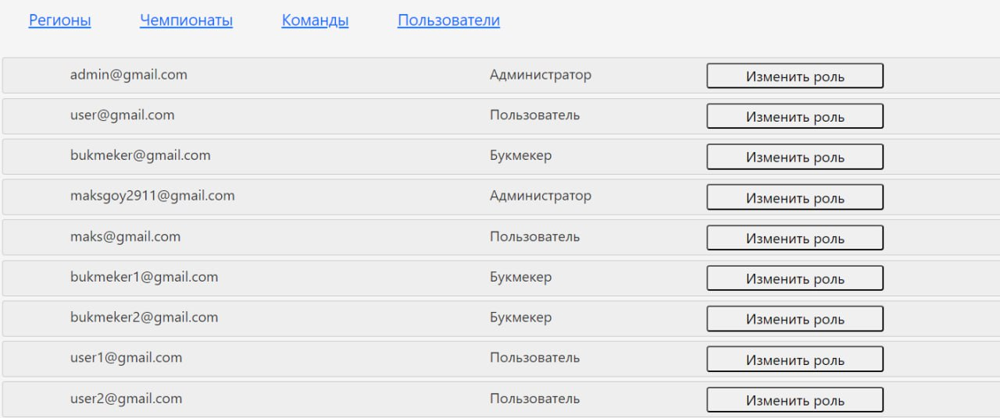 Регионы Чемпионаты Команды Пользователи
admin@gmail.com Администратор Изменить роль
user@gmail.com Пользователь Изменить роль
bukmeker@gmail.com Букмекер Изменить роль
maksgoy2911@gmail.com Администратор Изменить роль
maks@gmail.com Пользователь Изменить роль
bukmeker1@gmail.com Букмекер Изменить роль
bukmeker2@gmail.com Букмекер Изменить роль
user1@gmail.com Пользователь Изменить роль
user2@gmail.com Пользователь Изменить роль